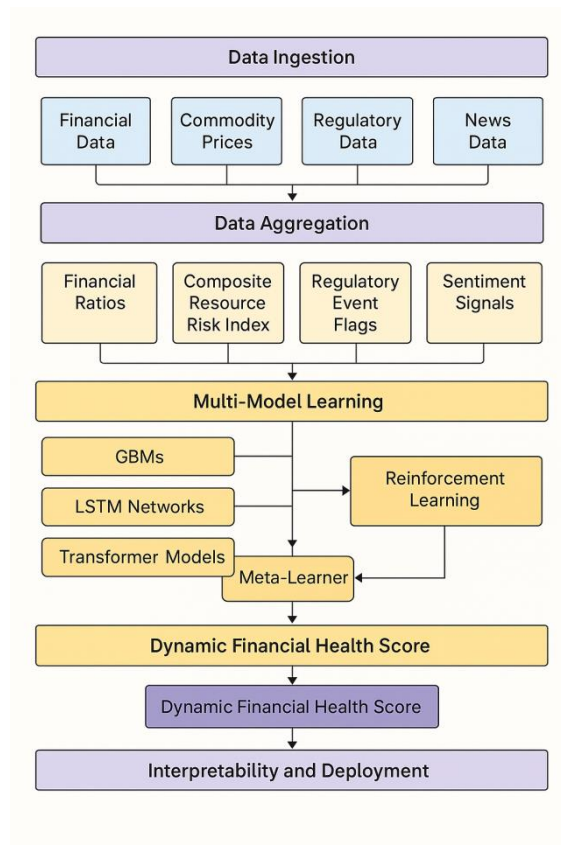 Data Ingestion
Financial
Data
Commodity
Prices
Regulatory
Data
News
Data
Data Aggregation
Financial
Ratios
Composite
Resource
Risk Index
Regulatory
Event
Flags
Sentiment
Signals
Multi-Model Learning
GBMs
LSTM Networks
Transformer Models
Reinforcement
Learning
Meta-Learner
Dynamic Financial Health Score
Dynamic Financial Health Score
Interpretability and Deployment